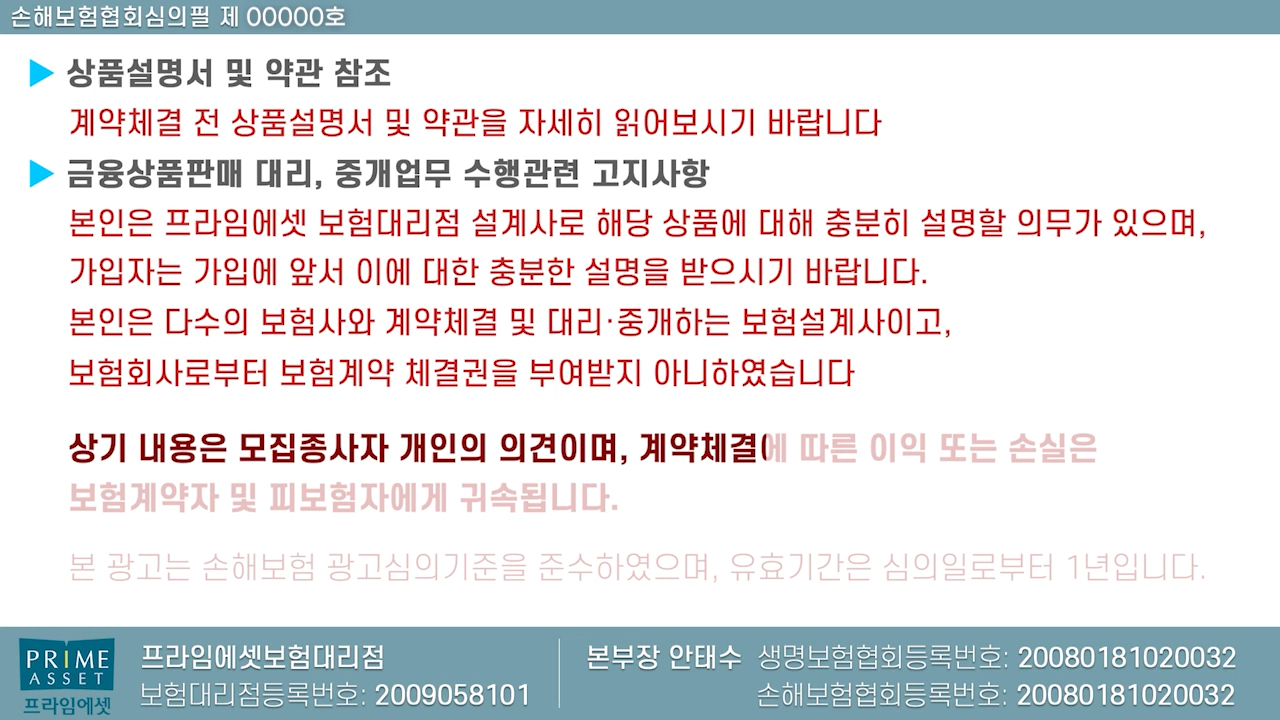 손해보험협회심의필 제 00000호
▶ 상품설명서 및 약관 참조
계약체결 전 상품설명서 및 약관을 자세히 읽어보시기 바랍니다
▶ 금융상품판매 대리, 중개업무 수행관련 고지사항
본인은 프라임에셋 보험대리점 설계사로 해당 상품에 대해 충분히 설명할 의무가 있으며,
가입자는 가입에 앞서 이에 대한 충분한 설명을 받으시기 바랍니다.
본인은 다수의 보험사와 계약체결 및 대리·중개하는 보험설계사이고,
보험회사로부터 보험계약 체결권을 부여받지 아니하였습니다
상기 내용은 모집종사자 개인의 의견이며, 계약체결에 따른 이익 또는 손실은
보험계약자 및 피보험자에게 귀속됩니다.
본 광고는 손해보험 광고심의기준을 준수하였으며, 유효기간은 심의일로부터 1년입니다.
PRIME
ASSET
프라임에셋
프라임에셋보험대리점
보험대리점등록번호: 2009058101
본부장 안태수 생명보험협회등록번호: 20080181020032
손해보험협회등록번호: 20080181020032